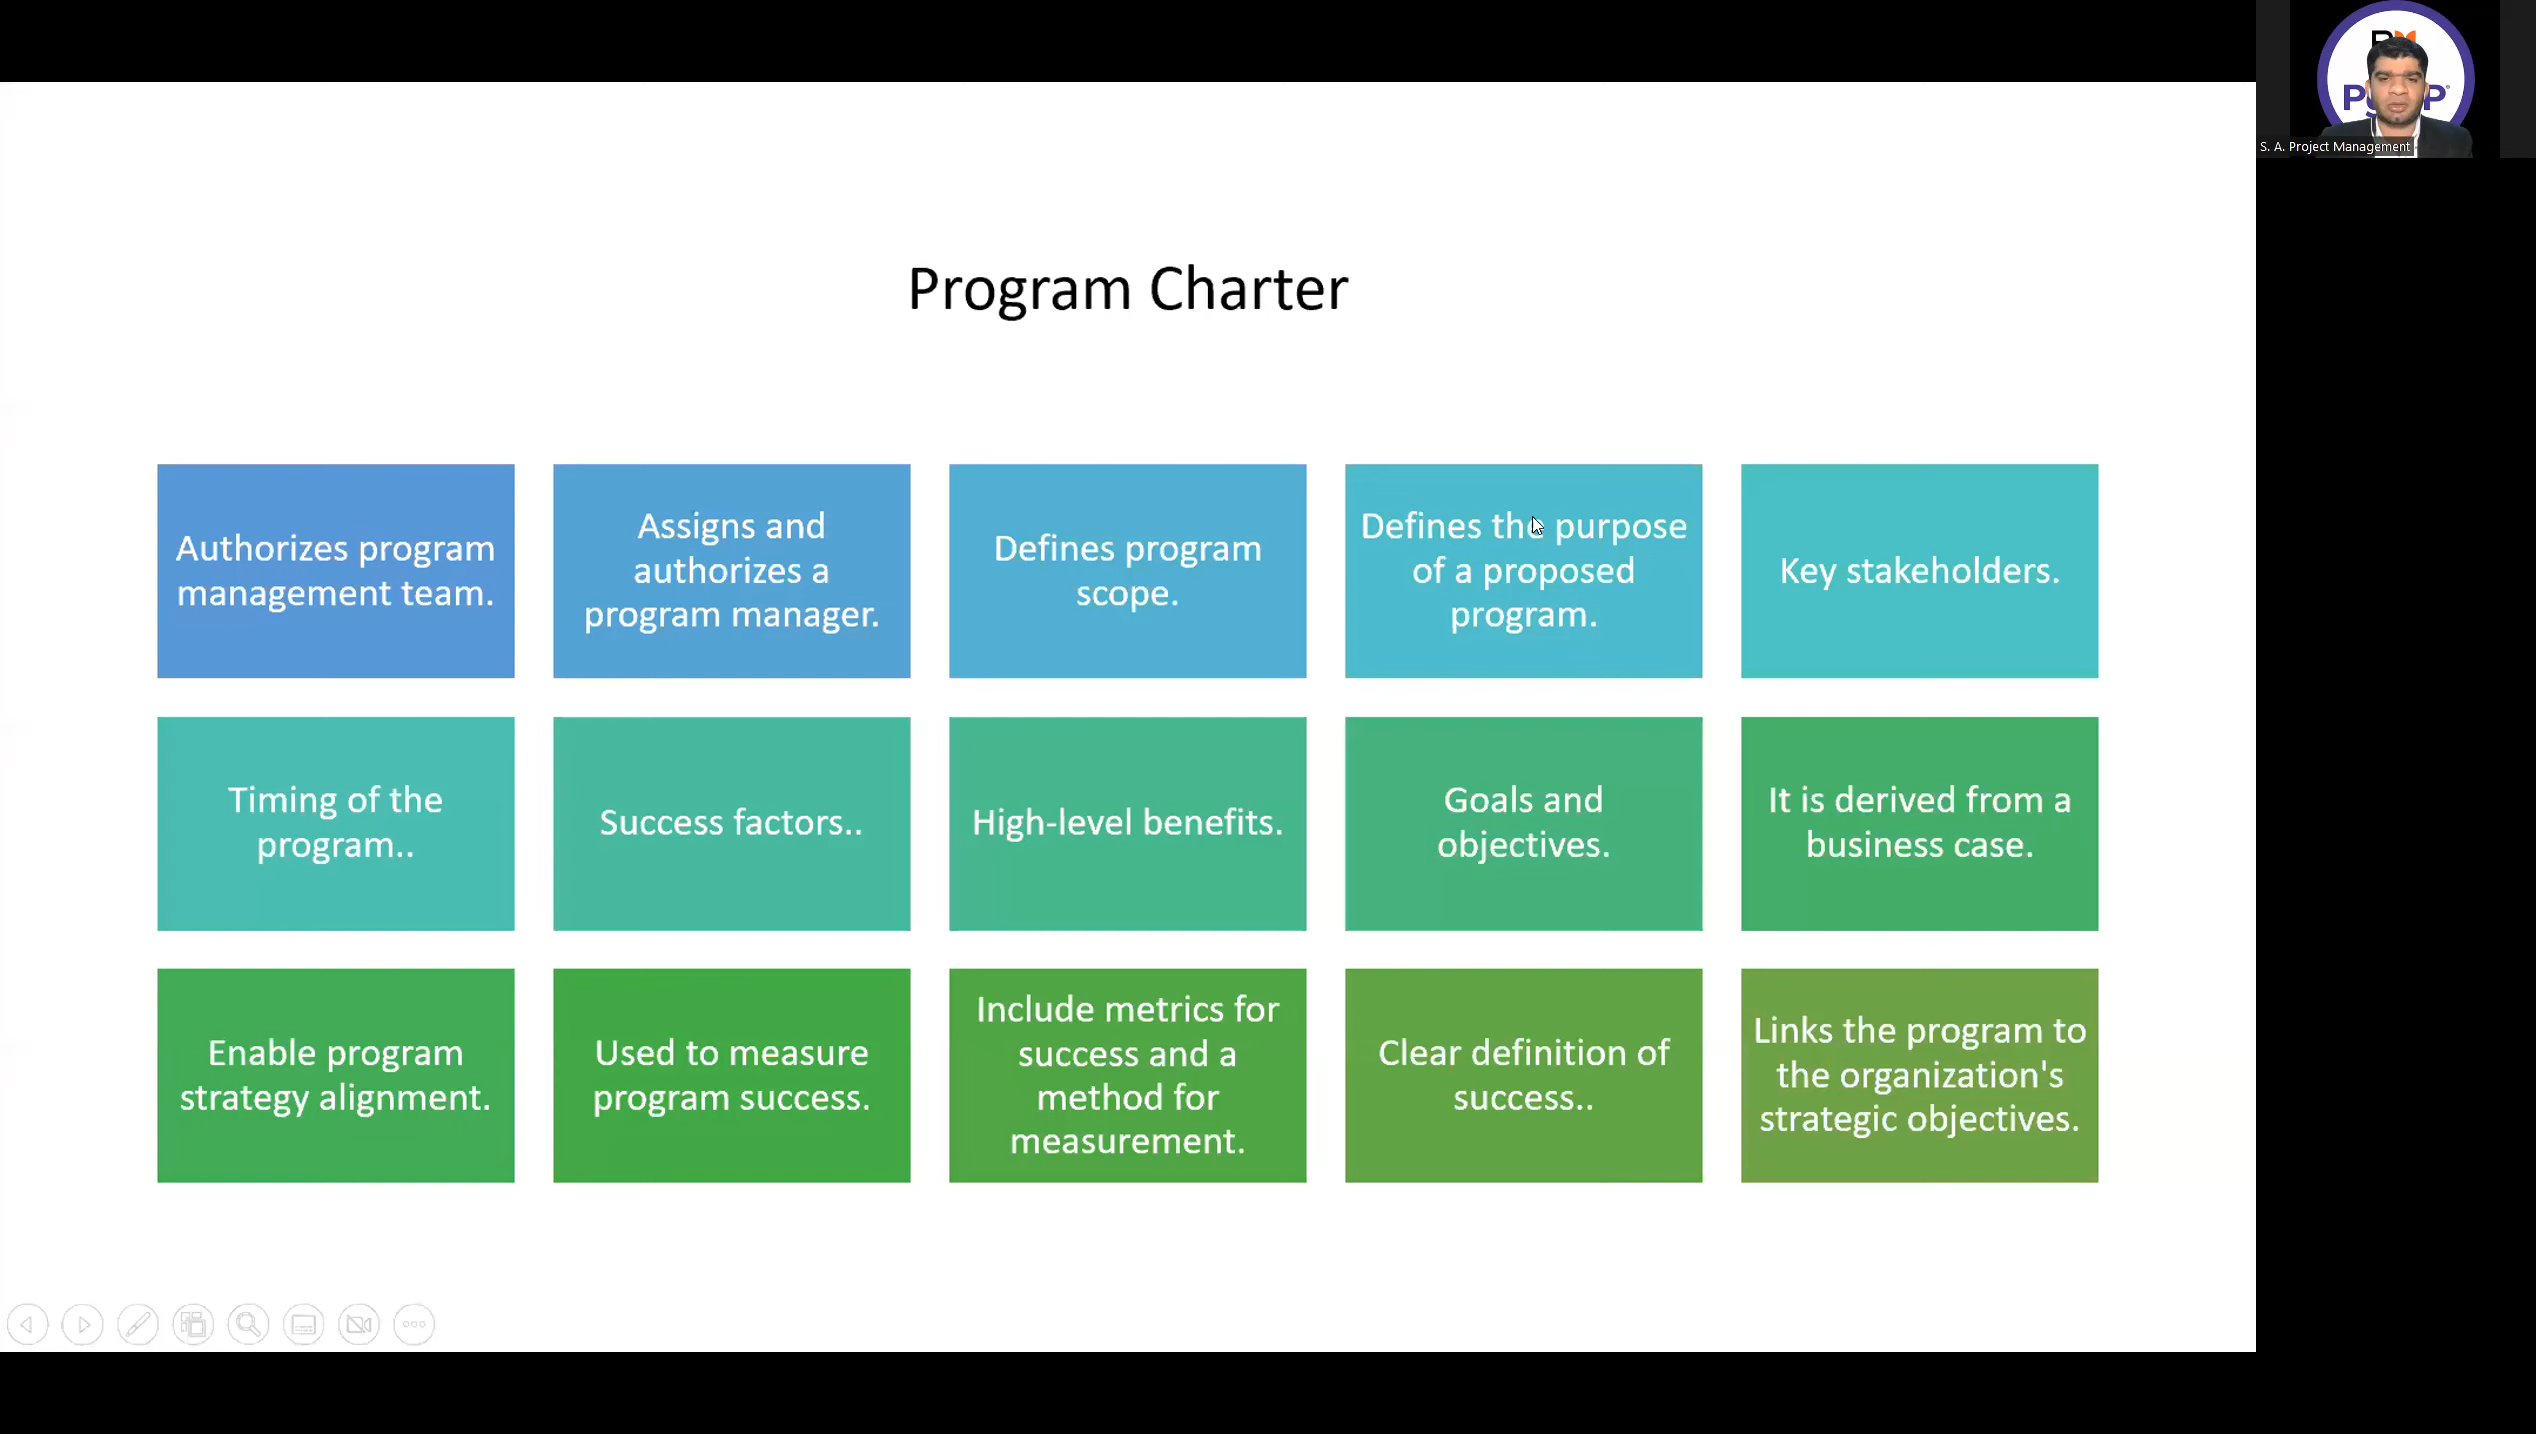 S. A. Project Management
Program Charter
Authorizes program
management team.
Assigns and
authorizes a
program manager.
Defines program
scope.
Defines the purpose
of a proposed
program.
Key stakeholders.
Timing of the
program..
Success factors..
High-level benefits.
Goals and
objectives.
It is derived from a
business case.
Enable program
strategy alignment.
Used to measure
program success.
Include metrics for
success and a
method for
measurement.
Clear definition of
success..
Links the program to
the organization's
strategic objectives.